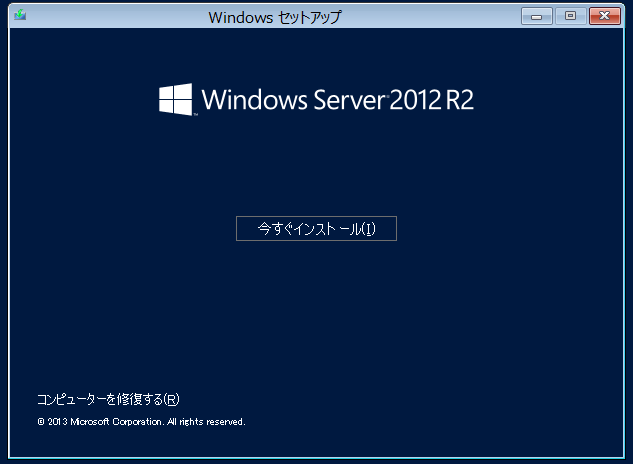 Windows セットアップ
Windows Server 2012 R2
今すぐインストール(I)
コンピューターを修復する(R)
© 2013 Microsoft Corporation. All rights reserved.